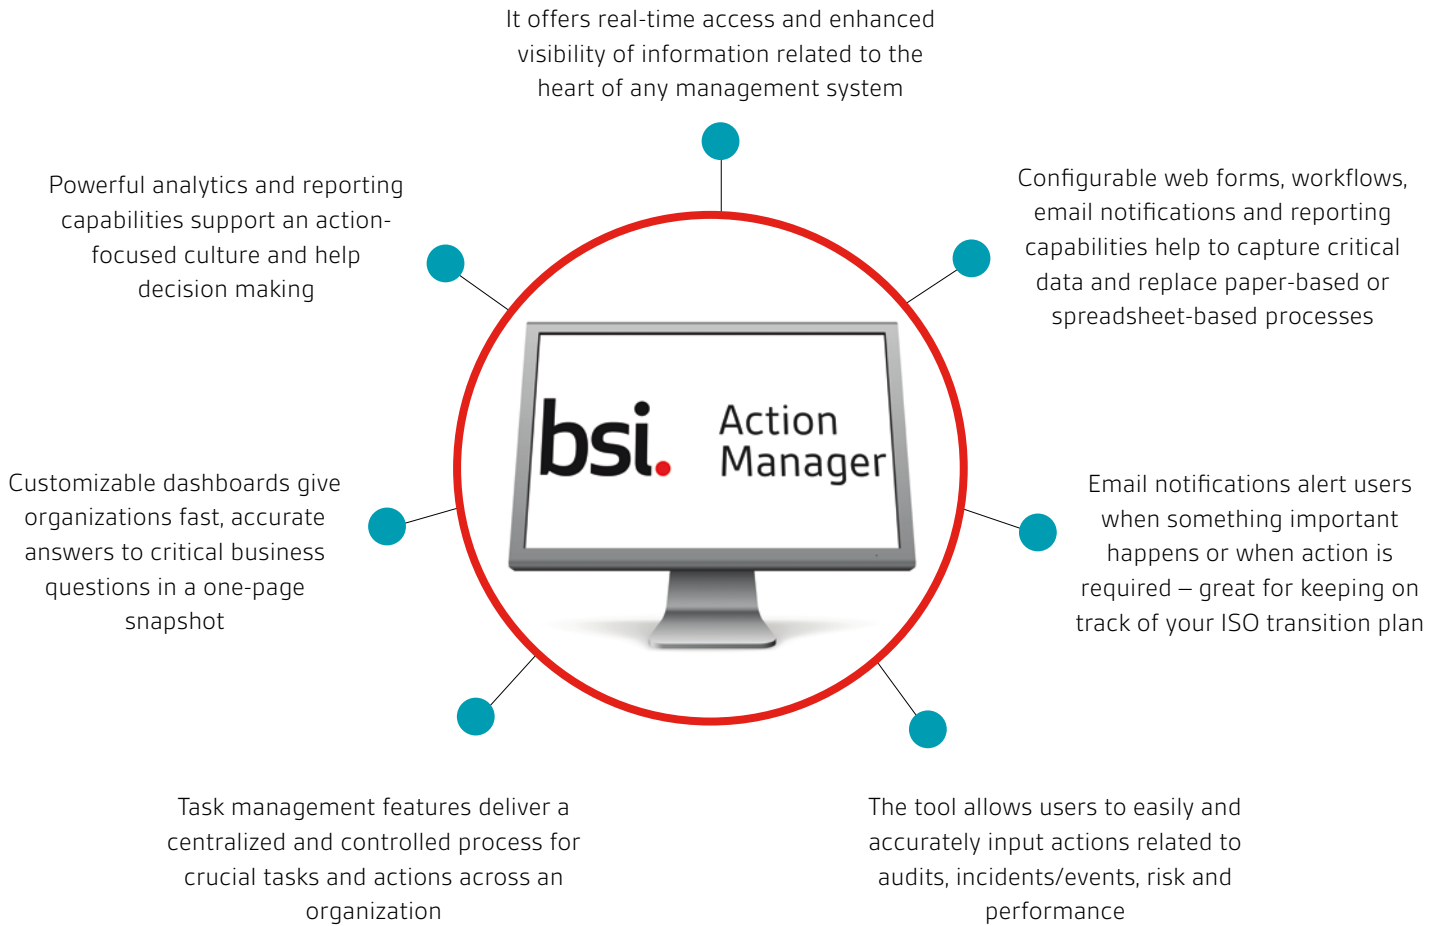 It offers real-time access and enhanced
visibility of information related to the
heart of any management system
Powerful analytics and reporting
capabilities support an action-
focused culture and help
decision making
Configurable web forms, workflows,
email notifications and reporting
capabilities help to capture critical
data and replace paper-based or
spreadsheet-based processes
bsi.
Action
Manager
Customizable dashboards give
organizations fast, accurate
answers to critical business
questions in a one-page
snapshot
Email notifications alert users
when something important
happens or when action is
required – great for keeping on
track of your ISO transition plan
Task management features deliver a
centralized and controlled process for
crucial tasks and actions across an
organization
The tool allows users to easily and
accurately input actions related to
audits, incidents/events, risk and
performance